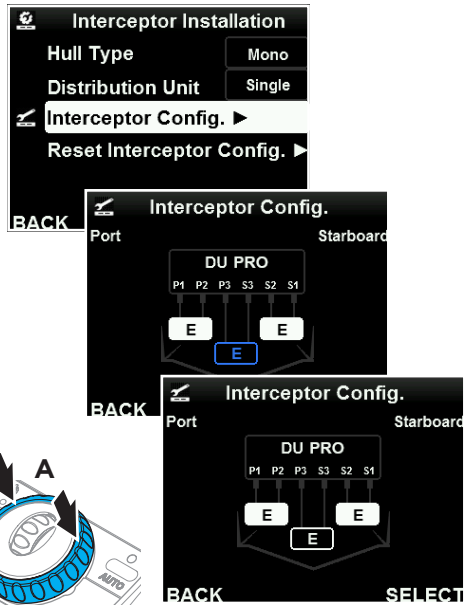 Interceptor Installation
Hull Type Mono
Distribution Unit Single
Interceptor Config. ►
Reset Interceptor Config. ►
BACK
Interceptor Config.
Port Starboard
DU PRO
P1 P2 P3 S3 S2 S1
E E
E
BACK
Interceptor Config.
Port Starboard
DU PRO
P1 P2 P3 S3 S2 S1
E E
E
BACK SELECT
A
AUTO